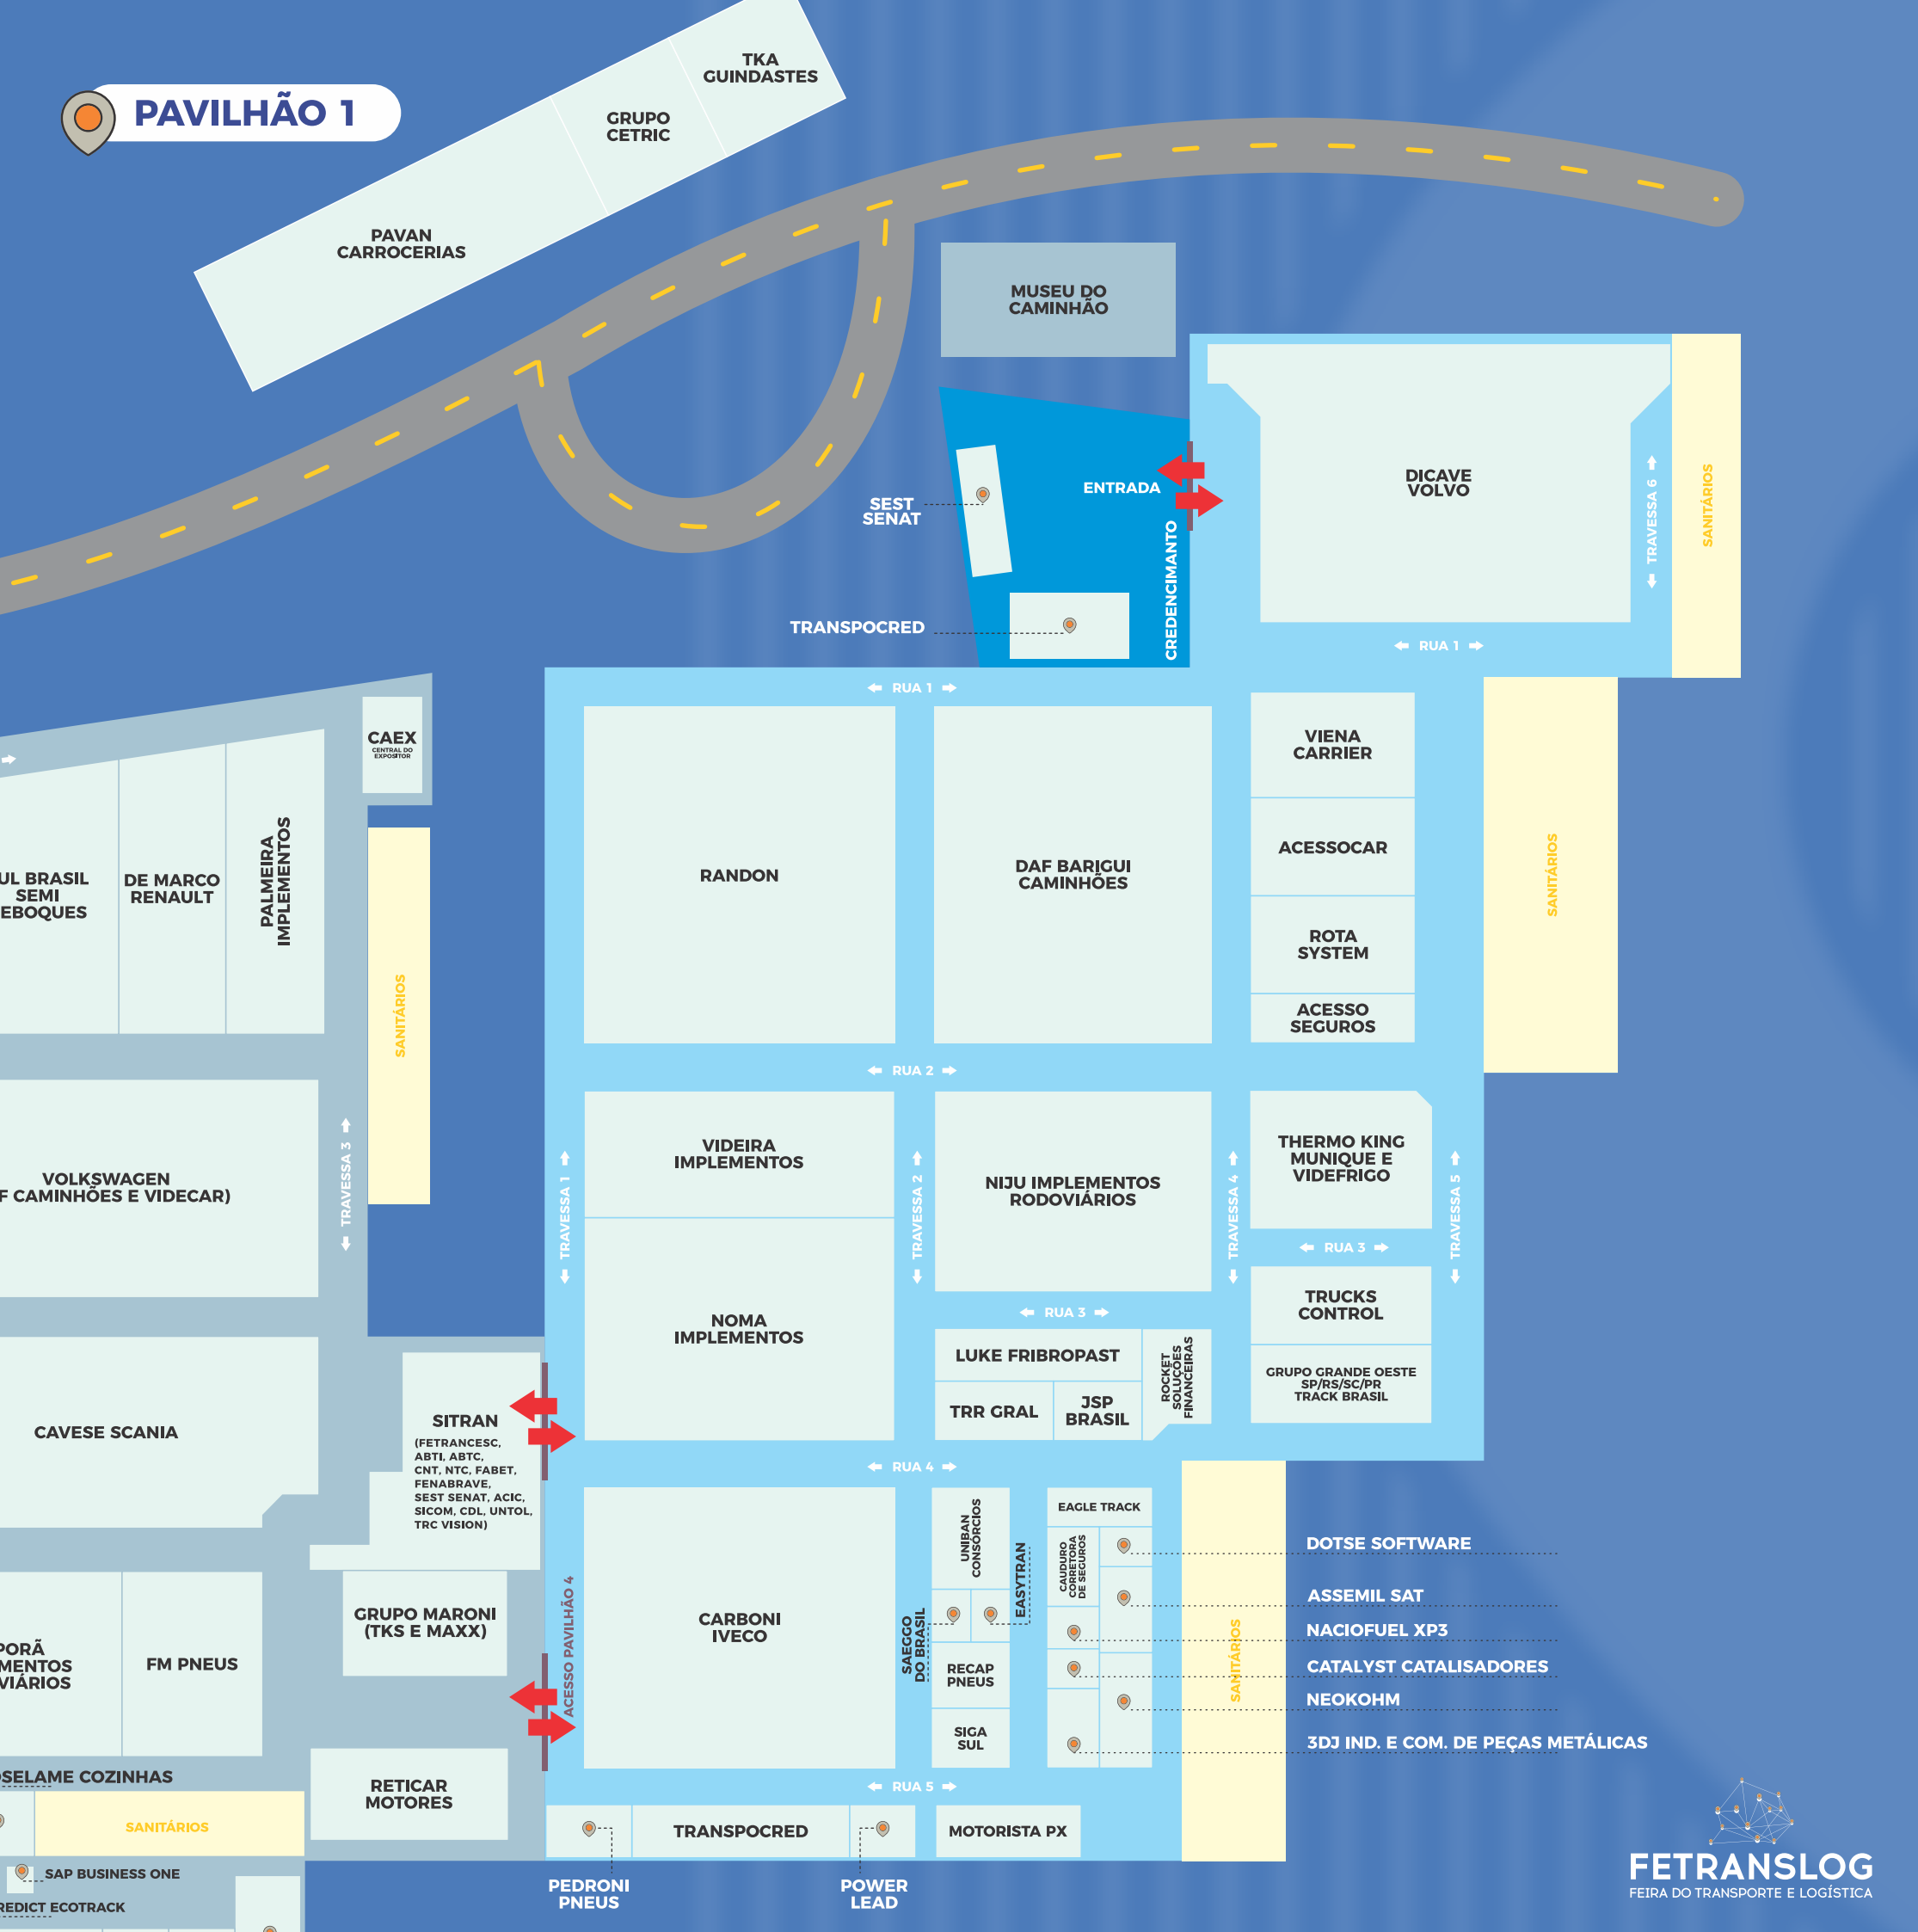 PAVILHÃO 1
TKA
GUINDASTES
GRUPO
CETRIC
PAVAN
CARROCERIAS
MUSEU DO
CAMINHÃO
SEST
SENAT
ENTRADA
CREDENCIMANTO
TRANSPOCRED
DICAVE
VOLVO
TRAVESSA 6
SANITÁRIOS
RUA 1
RUA 1
CAEX
CENTRAL DO
EXPOSITOR
UL BRASIL
SEMI
EBOQUES
DE MARCO
RENAULT
PALMEIRA
IMPLEMENTOS
SANITÁRIOS
RANDON
DAF BARIGUI
CAMINHÕES
VIENA
CARRIER
ACESSOCAR
ROTA
SYSTEM
ACESSO
SEGUROS
SANITÁRIOS
RUA 2
VOLKSWAGEN
F CAMINHÕES E VIDECAR)
TRAVESSA 3
TRAVESSA 1
VIDEIRA
IMPLEMENTOS
TRAVESSA 2
NIJU IMPLEMENTOS
RODOVIÁRIOS
TRAVESSA 4
THERMO KING
MUNIQUE E
VIDEFRIGO
TRAVESSA 5
RUA 3
NOMA
IMPLEMENTOS
RUA 3
TRUCKS
CONTROL
LUKE FRIBROPAST
TRR GRAL
JSP
BRASIL
ROCKET
SOLUÇÕES
FINANCEIRAS
GRUPO GRANDE OESTE
SP/RS/SC/PR
TRACK BRASIL
CAVESE SCANIA
SITRAN
(FETRANCESC,
ABTI, ABTC,
CNT, NTC, FABET,
FENABRAVE,
SEST SENAT, ACIC,
SICOM, CDL, UNTOL,
TRC VISION)
RUA 4
ACESSO PAVILHÃO 4
CARBONI
IVECO
UNIBAN
CONSÓRCIOS
EASYTRAN
SAEGGO
DO BRASIL
RECAP
PNEUS
SIGA
SUL
EAGLE TRACK
CAUDURO
CORRETORA
DE SEGUROS
SANITÁRIOS
DOTSE SOFTWARE
ASSEMIL SAT
NACIOFUEL XP3
CATALYST CATALISADORES
NEOKOHM
3DJ IND. E COM. DE PEÇAS METÁLICAS
PORÃ
MENTOS
VIÁRIOS
FM PNEUS
GRUPO MARONI
(TKS E MAXX)
RETICAR
MOTORES
OSELAME COZINHAS
SANITÁRIOS
SAP BUSINESS ONE
REDICT ECOTRACK
RUA 5
TRANSPOCRED
MOTORISTA PX
PEDRONI
PNEUS
POWER
LEAD
FETRANSLOG
FEIRA DO TRANSPORTE E LOGÍSTICA